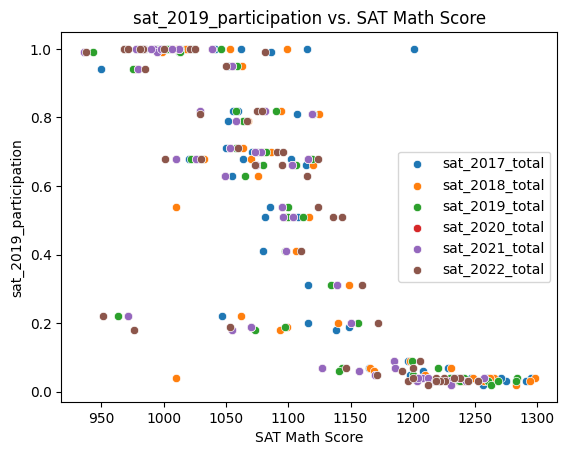 sat_2019_participation vs. SAT Math Score
sat_2019_participation
1.0
0.8
0.6
0.4
0.2
0.0
sat_2017_total
sat_2018_total
sat_2019_total
sat_2020_total
sat_2021_total
sat_2022_total
950 1000 1050 1100 1150 1200 1250 1300
SAT Math Score